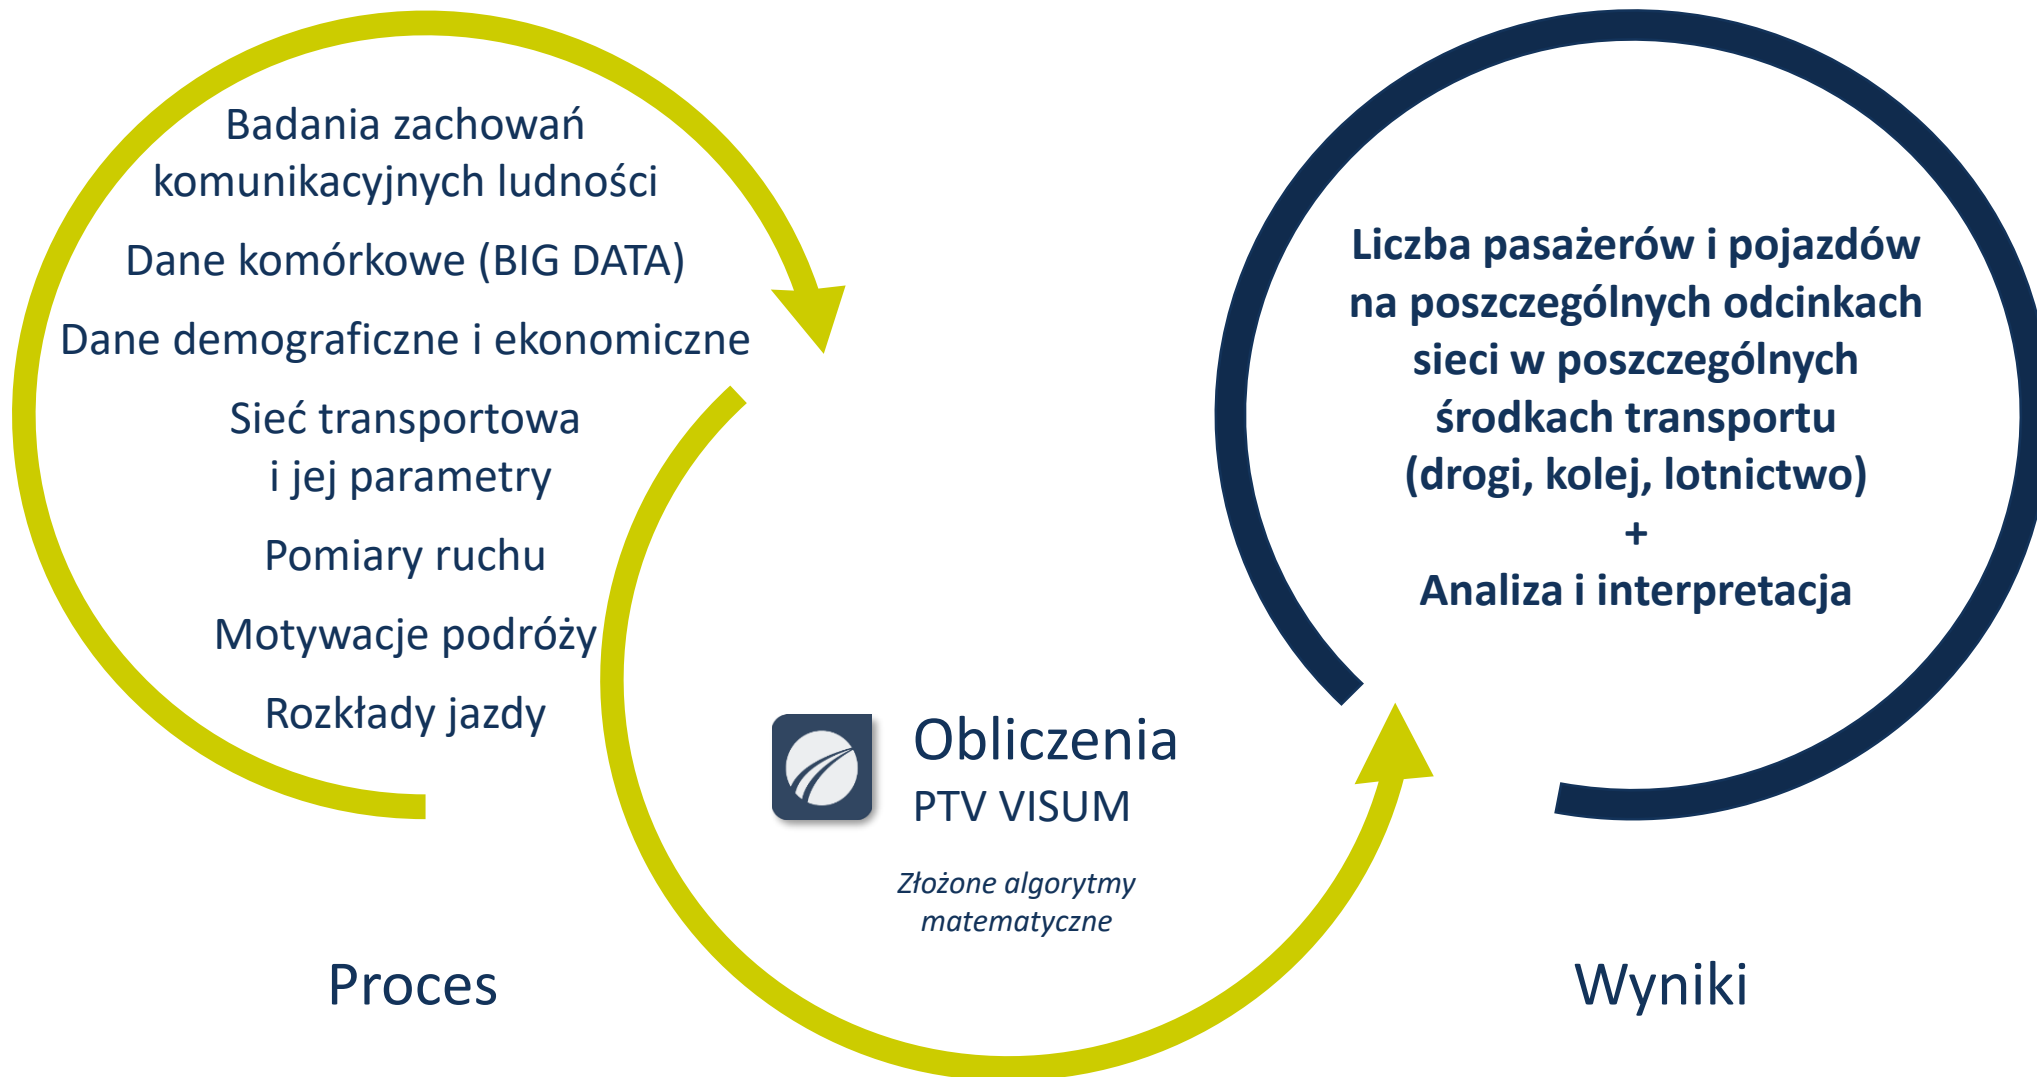 Badania zachowań
komunikacyjnych ludności
Dane komórkowe (BIG DATA)
Dane demograficzne i ekonomiczne
Sieć transportowa
i jej parametry
Pomiary ruchu
Motywacje podróży
Rozkłady jazdy
Proces
Obliczenia
PTV VISUM
Złożone algorytmy
matematyczne
Liczba pasażerów i pojazdów
na poszczególnych odcinkach
sieci w poszczególnych
środkach transportu
(drogi, kolej, lotnictwo)
+
Analiza i interpretacja
Wyniki